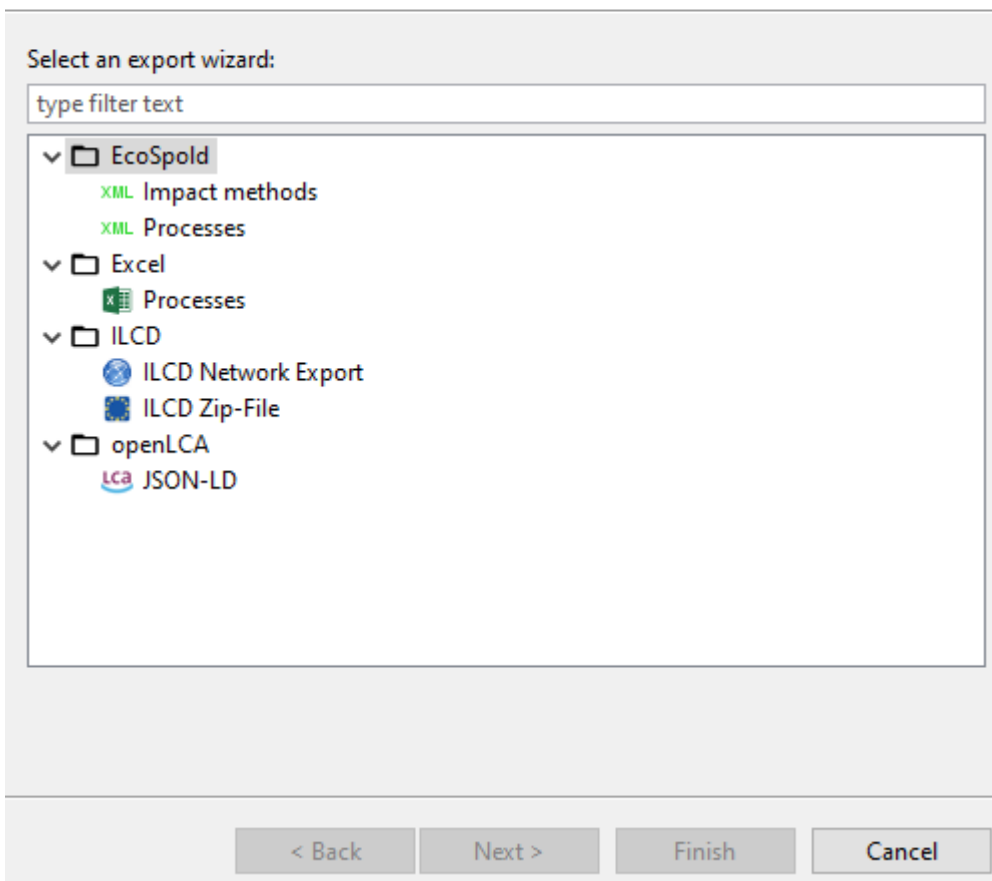 Select an export wizard:
type filter text
EcoSpold
XML Impact methods
XML Processes
Excel
Processes
ILCD
ILCD Network Export
ILCD Zip-File
openLCA
LCa JSON-LD
< Back Next > Finish Cancel